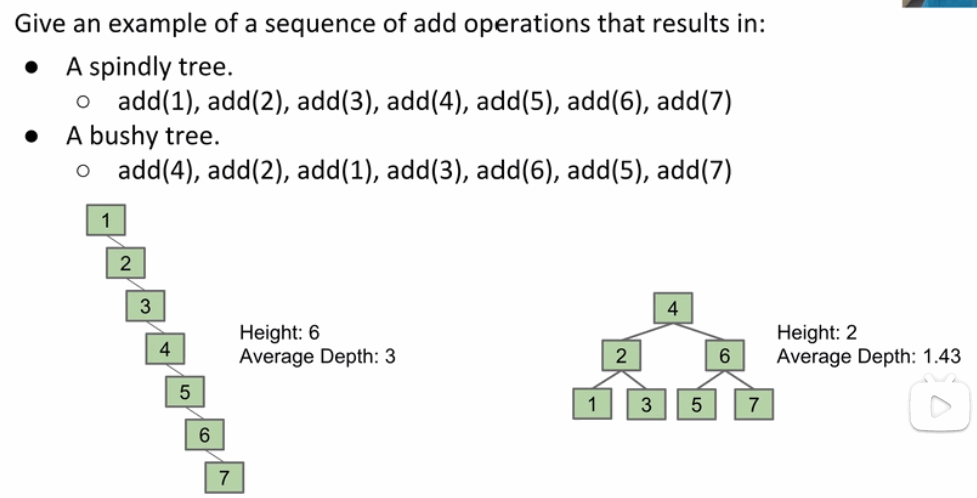 Give an example of a sequence of add operations that results in:
● A spindly tree.
○ add(1), add(2), add(3), add(4), add(5), add(6), add(7)
● A bushy tree.
○ add(4), add(2), add(1), add(3), add(6), add(5), add(7)
1
2
3
4
5
6
7
Height: 6
Average Depth: 3
4
2 6
1 3 5 7
Height: 2
Average Depth: 1.43